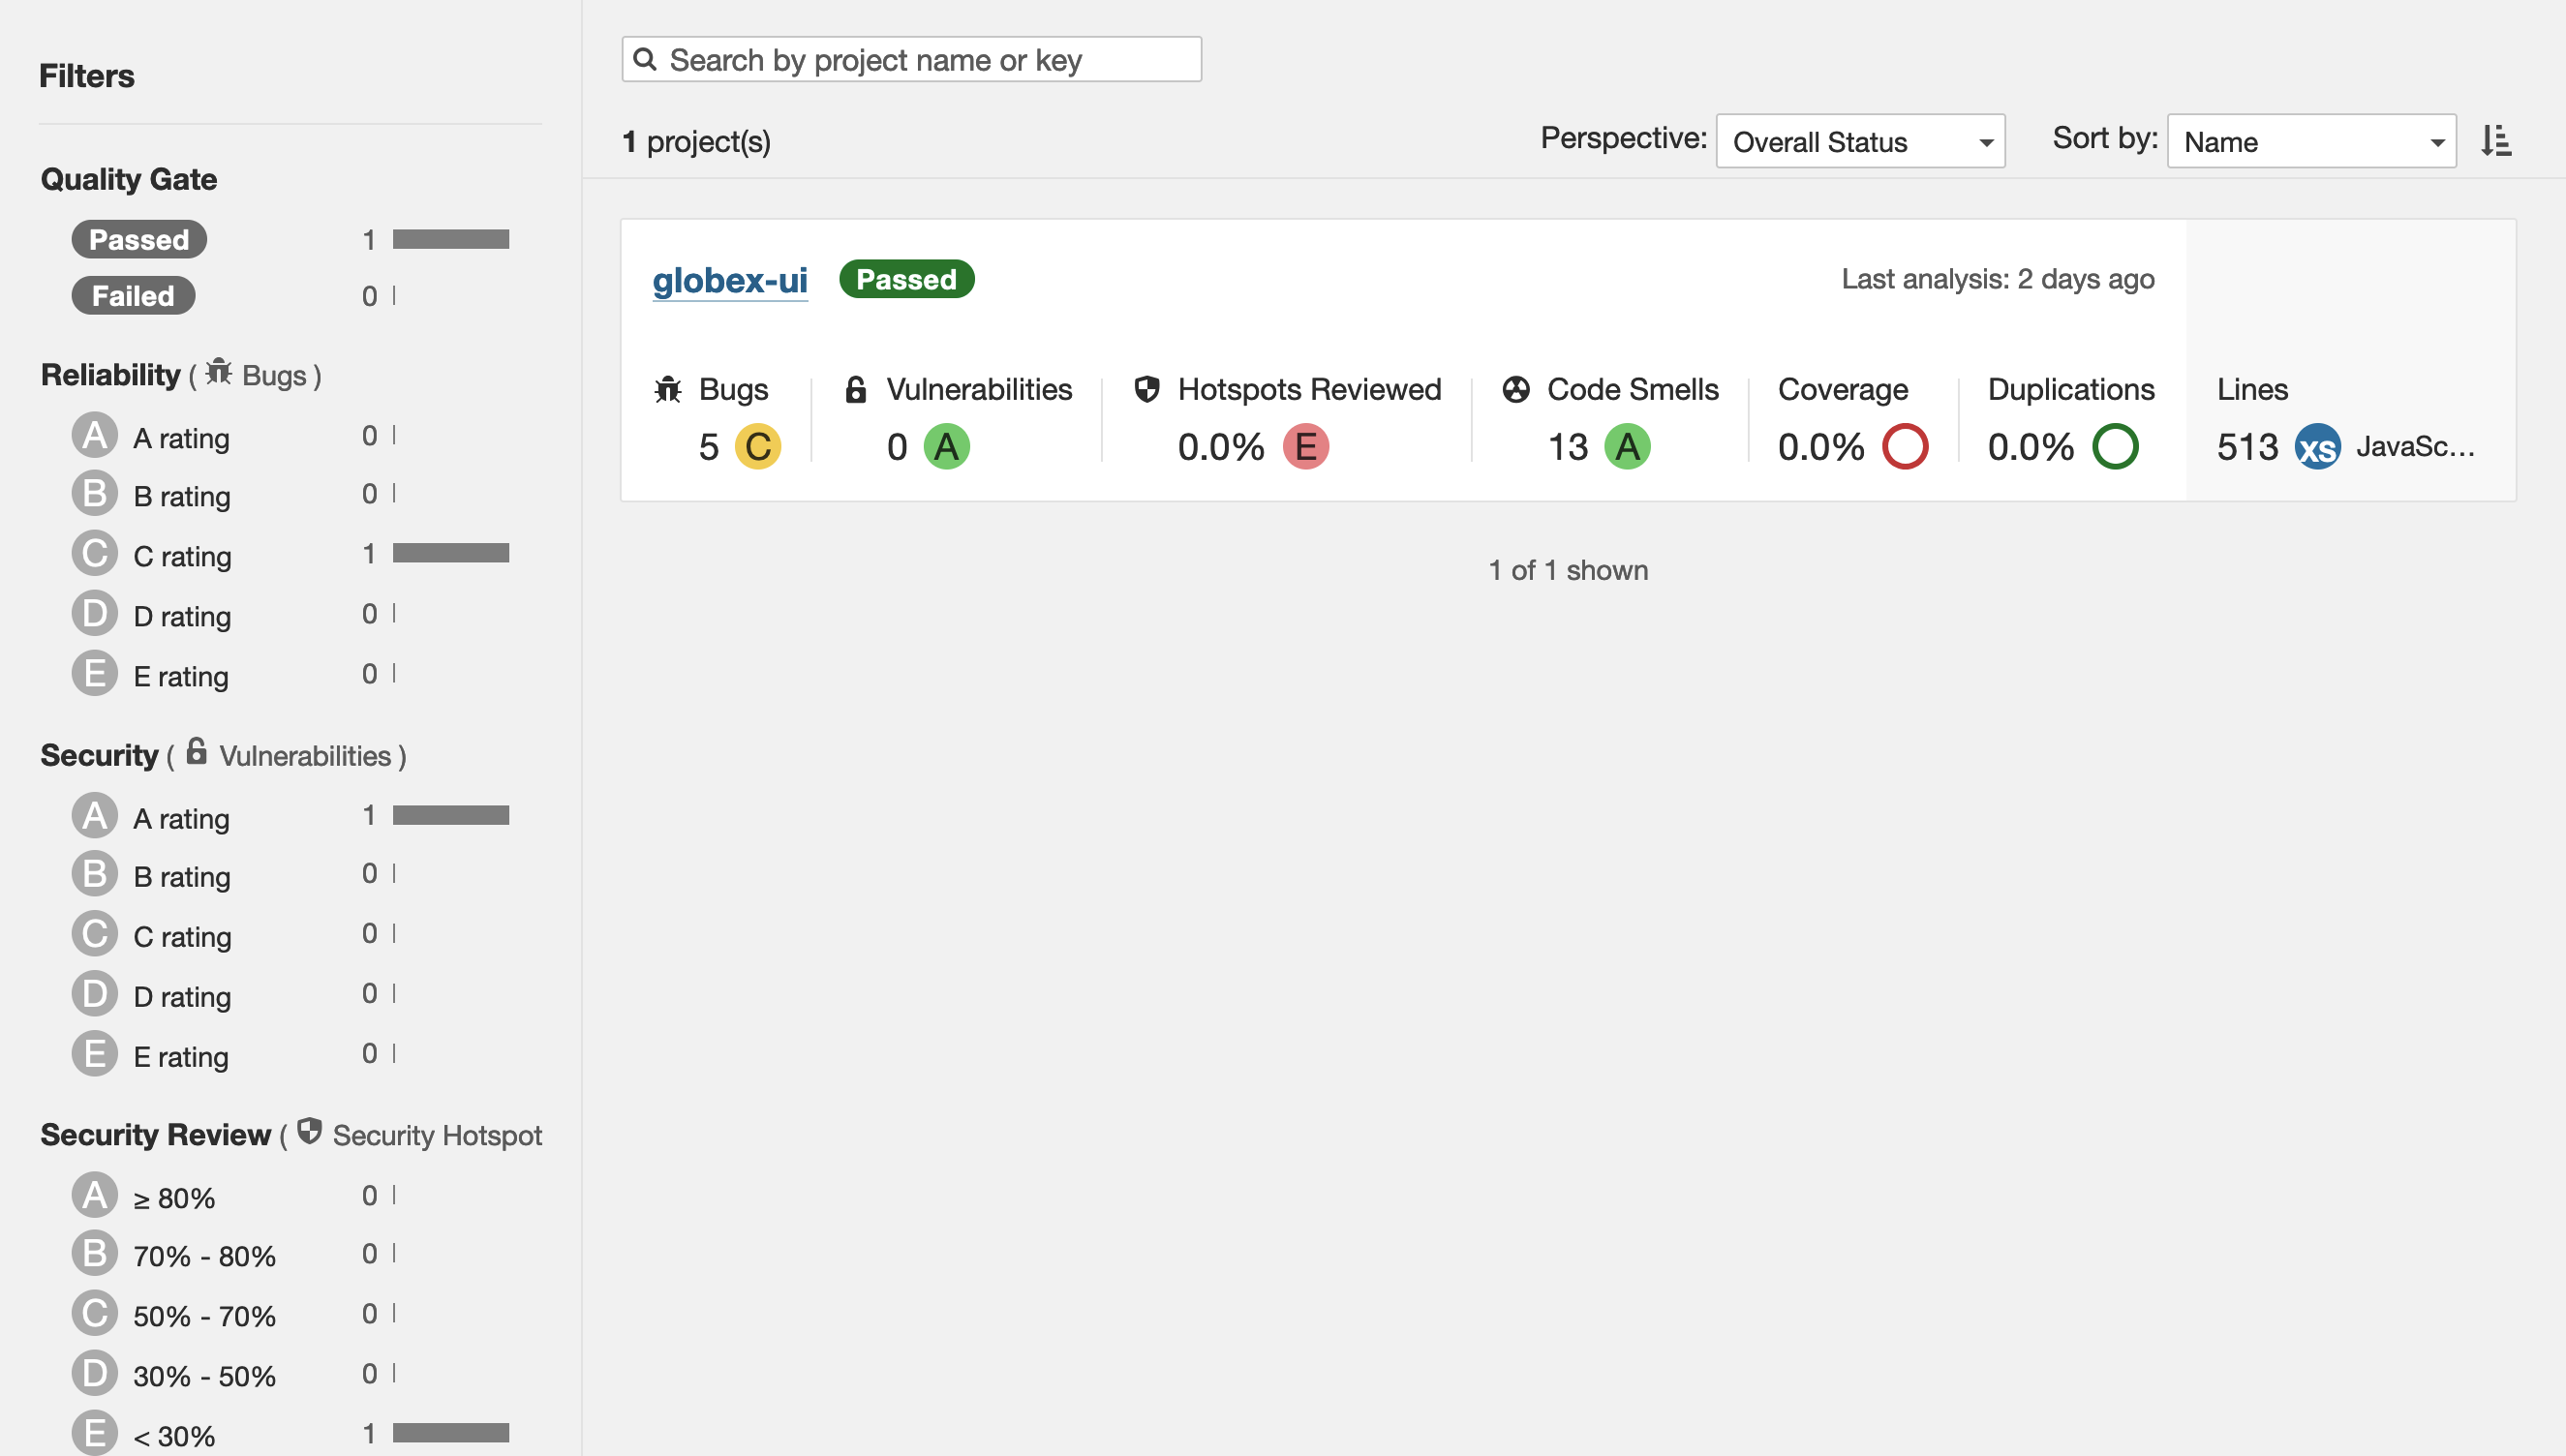 Filters
Quality Gate
Passed 1
Failed 0
Reliability ( Bugs )
A A rating 0
B B rating 0
C C rating 1
D D rating 0
E E rating 0
Security ( Vulnerabilities )
A A rating 1
B B rating 0
C C rating 0
D D rating 0
E E rating 0
Security Review ( Security Hotspot
A ≥ 80% 0
B 70% - 80% 0
C 50% - 70% 0
D 30% - 50% 0
E < 30% 1
Search by project name or key
1 project(s)
Perspective: Overall Status Sort by: Name
globex-ui Passed Last analysis: 2 days ago
Bugs Vulnerabilities Hotspots Reviewed Code Smells Coverage Duplications Lines
5 C 0 A 0.0% E 13 A 0.0% 0.0% 513 XS JavaSc...
1 of 1 shown